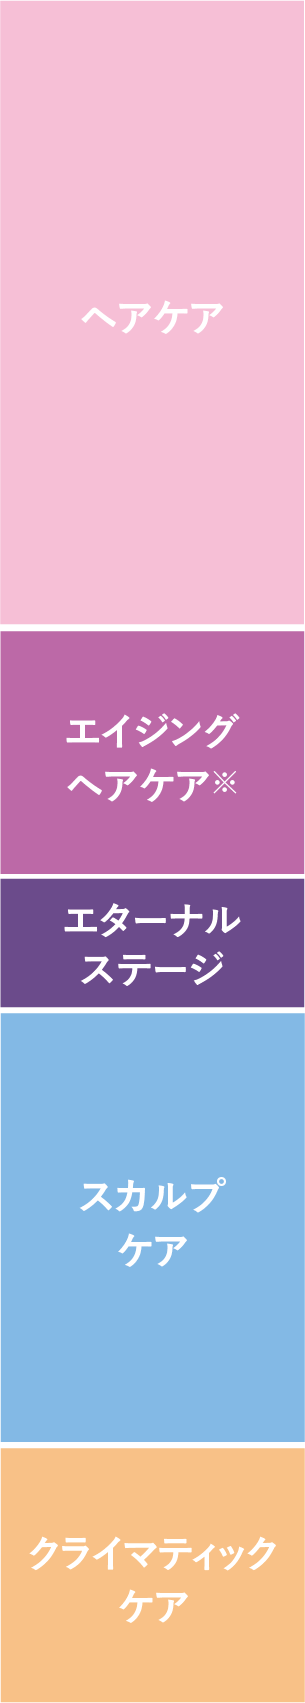 ヘアケア
エイジング
ヘアケア※
エターナル
ステージ
スカルプ
ケア
クライマティック
ケア